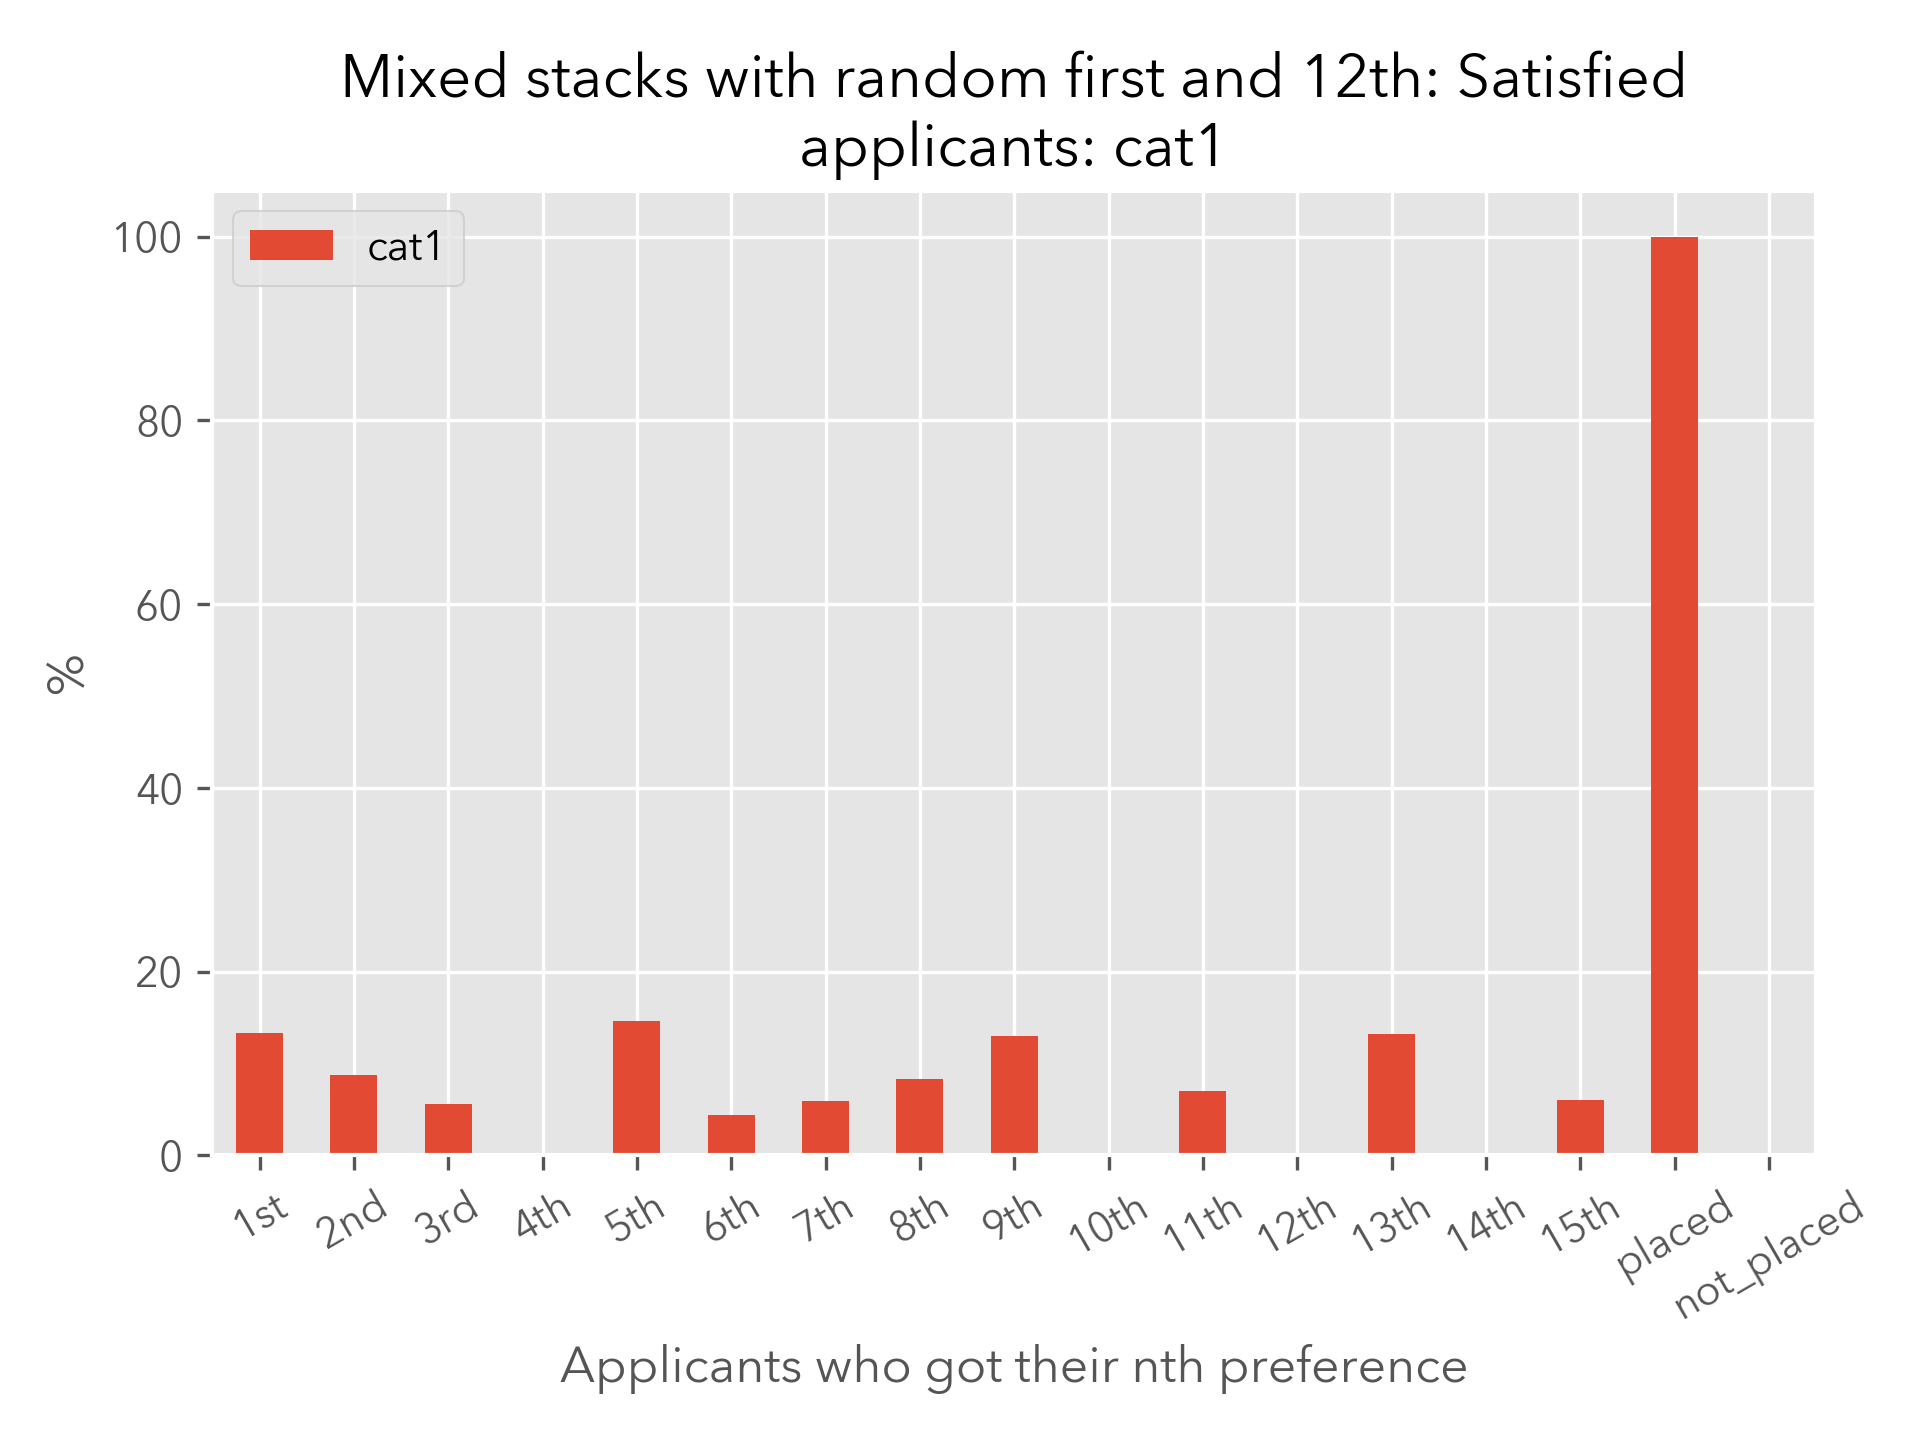 Mixed stacks with random first and 12th: Satisfied
applicants: cat1
cat1
100
80
60
40
20
0
%
1st 2nd 3rd 4th 5th 6th 7th 8th 9th 10th 11th 12th 13th 14th 15th placed not_placed
Applicants who got their nth preference